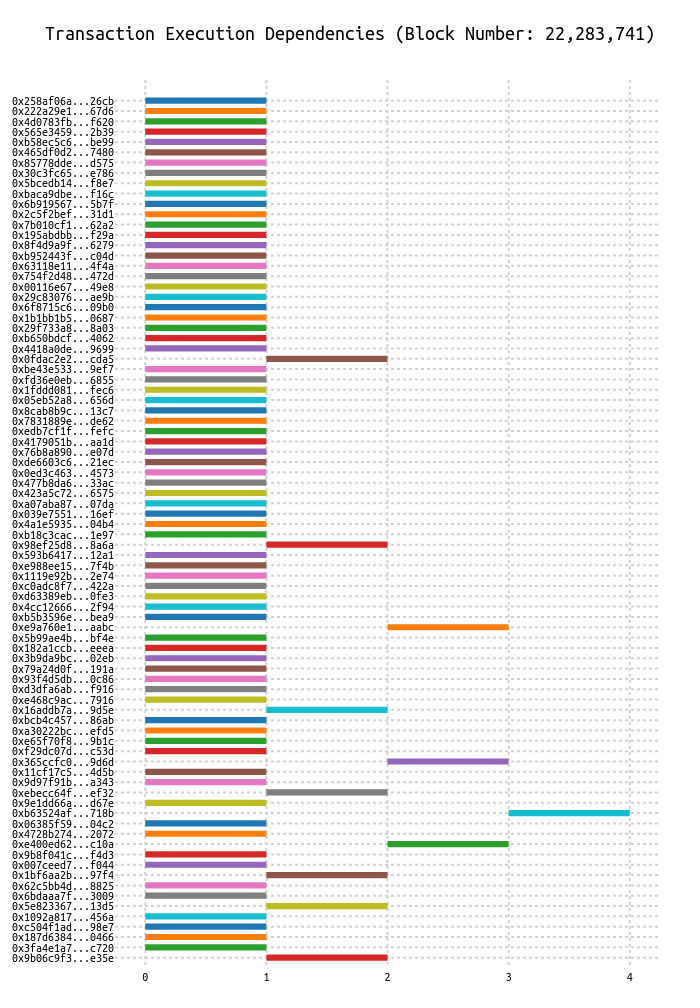 Transaction Execution Dependencies (Block Number: 22,283,741)
0x258af06a...26cb
0x222a29e1...67d6
0x4d0783fb...f620
0x565e3459...2b39
0xb58ec5c6...be99
0x465df0d2...7480
0x85778dde...d575
0x30c3fc65...e786
0x5bcedb14...f8e7
0xbaca9dbe...f16c
0x6b919567...5b7f
0x2c5f2bef...31d1
0x7b010cf1...62a2
0x195abdbb...f29a
0x8f4d9a9f...6279
0xb952443f...c04d
0x63118e11...4f4a
0x754f2d48...472d
0x00116e67...49e8
0x29c83076...ae9b
0x6f8715c6...09b0
0x1b1bb1b5...0687
0x29f733a8...8a03
0xb650bdcf...4062
0x4418a0de...9699
0x0fdac2e2...cda5
0xbe43e533...9ef7
0xfd36e0eb...6855
0x1fddd081...fec6
0x05eb52a8...656d
0x8cab8b9c...13c7
0x7831889e...de62
0xedb7cf1f...fefc
0x4179051b...aa1d
0x76b8a890...e07d
0xde6603c6...21ec
0x0ed3c463...4573
0x477b8da6...33ac
0x423a5c72...6575
0xa07aba87...07da
0x039e7551...16ef
0x4a1e5935...04b4
0xb18c3cac...1e97
0x98ef25d8...8a6a
0x593b6417...12a1
0xe988ee15...7f4b
0x1119e92b...2e74
0xc0adc8f7...422a
0xd63389eb...0fe3
0x4cc12666...2f94
0xb5b3596e...bea9
0xe9a760e1...aabc
0x5b99ae4b...bf4e
0x182a1ccb...eeea
0x3b9da9bc...02eb
0x79a24d0f...191a
0x93f4d5db...0c86
0xd3dfa6ab...f916
0xe468c9ac...7916
0x16addb7a...9d5e
0xbcb4c457...86ab
0xa30222bc...efd5
0xe65f70f8...9b1c
0xf29dc07d...c53d
0x365ccfc0...9d6d
0x11cf17c5...4d5b
0x9d97f91b...a343
0xebecc64f...ef32
0x9e1dd66a...d67e
0xb63524af...718b
0x06385f59...04c2
0x4728b274...2072
0xe400ed62...c10a
0x9b8f041c...f4d3
0x007ceed7...f044
0x1bf6aa2b...97f4
0x62c5bb4d...8825
0x6bdaaa7f...3009
0x5e823367...13d5
0x1092a817...456a
0xc504f1ad...98e7
0x187d6384...0466
0x3fa4e1a7...c720
0x9b06c9f3...e35e
0 1 2 3 4